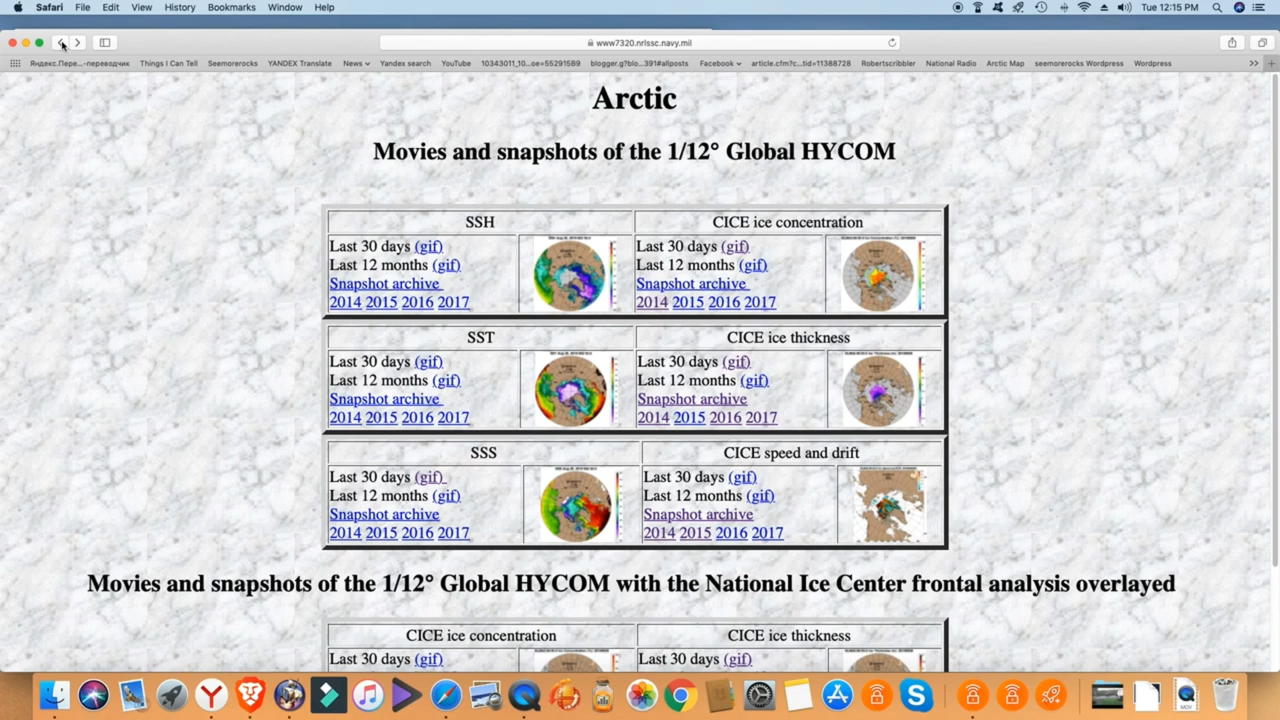 Safari File Edit View History Bookmarks Window Help Tue 12:15 PM
www7320.nrlssc.navy.mil
Яндекс.Пере...-переводчик Things I Can Tell Seemorerocks YANDEX Translate News Yandex search YouTube 10343011_10...oe=552915B9 blogger.g?blo...391#allposts Facebook article.cfm?c...tid=11388728 Robertscribbler National Radio Arctic Map seemorerocks Wordpress Wordpress
Arctic
Movies and snapshots of the 1/12° Global HYCOM
SSH CICE ice concentration
Last 30 days (gif) Last 30 days (gif)
Last 12 months (gif) Last 12 months (gif)
Snapshot archive Snapshot archive
2014 2015 2016 2017 2014 2015 2016 2017
SST CICE ice thickness
Last 30 days (gif) Last 30 days (gif)
Last 12 months (gif) Last 12 months (gif)
Snapshot archive Snapshot archive
2014 2015 2016 2017 2014 2015 2016 2017
SSS CICE speed and drift
Last 30 days (gif) Last 30 days (gif)
Last 12 months (gif) Last 12 months (gif)
Snapshot archive Snapshot archive
2014 2015 2016 2017 2014 2015 2016 2017
Movies and snapshots of the 1/12° Global HYCOM with the National Ice Center frontal analysis overlayed
CICE ice concentration CICE ice thickness
Last 30 days (gif) Last 30 days (gif)